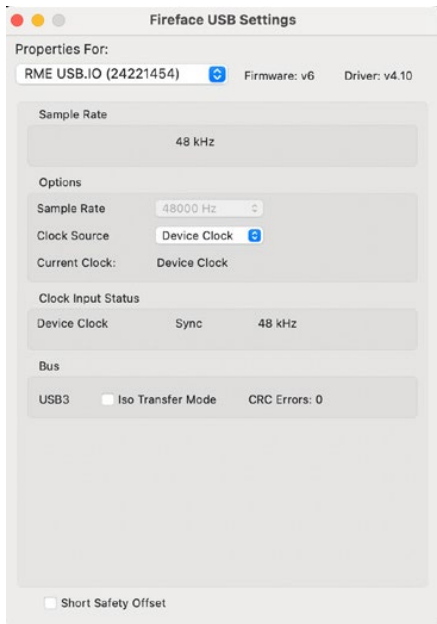 Fireface USB Settings
Properties For:
RME USB.IO (24221454) Firmware: v6 Driver: v4.10
Sample Rate
48 kHz
Options
Sample Rate 48000 Hz
Clock Source Device Clock
Current Clock: Device Clock
Clock Input Status
Device Clock Sync 48 kHz
Bus
USB3 Iso Transfer Mode CRC Errors: 0
Short Safety Offset